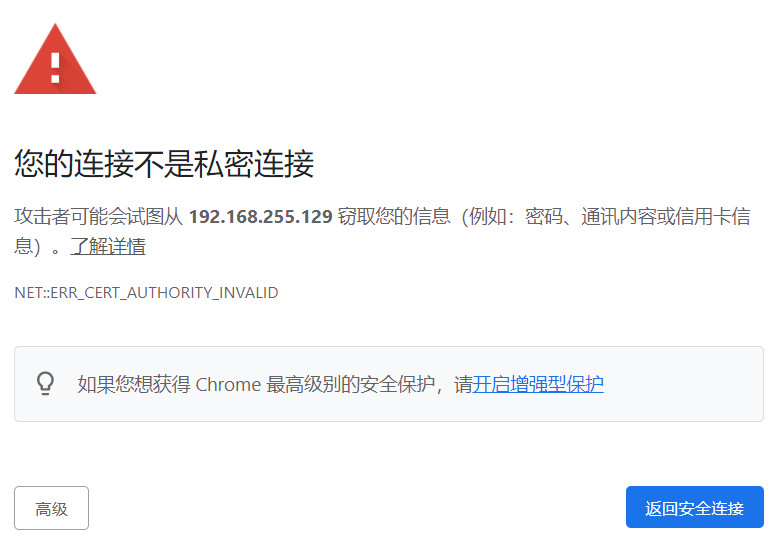 您的连接不是私密连接
攻击者可能会试图从 192.168.255.129 窃取您的信息（例如：密码、通讯内容或信用卡信
息）。了解详情
NET::ERR_CERT_AUTHORITY_INVALID
如果您想获得 Chrome 最高级别的安全保护，请开启增强型保护
高级
返回安全连接